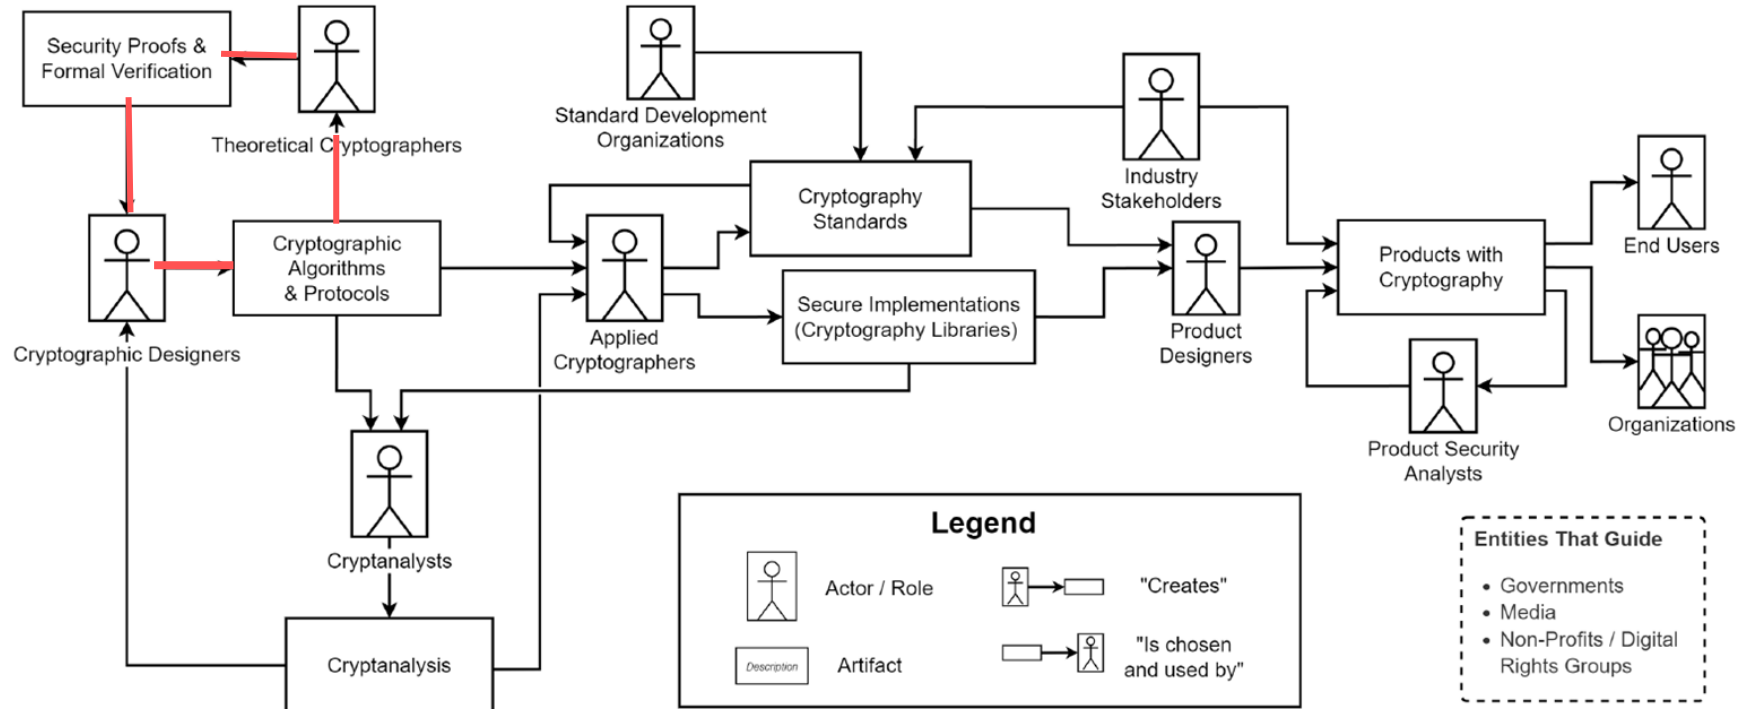 Security Proofs &
Formal Verification
Theoretical Cryptographers
Standard Development
Organizations
Industry
Stakeholders
Cryptography
Standards
Cryptographic
Algorithms
& Protocols
Cryptographic Designers
Applied
Cryptographers
Secure Implementations
(Cryptography Libraries)
Product
Designers
Products with
Cryptography
End Users
Organizations
Product Security
Analysts
Cryptanalysts
Cryptanalysis
Legend
Actor / Role
"Creates"
Description
Artifact
"Is chosen
and used by"
Entities That Guide
• Governments
• Media
• Non-Profits / Digital
Rights Groups